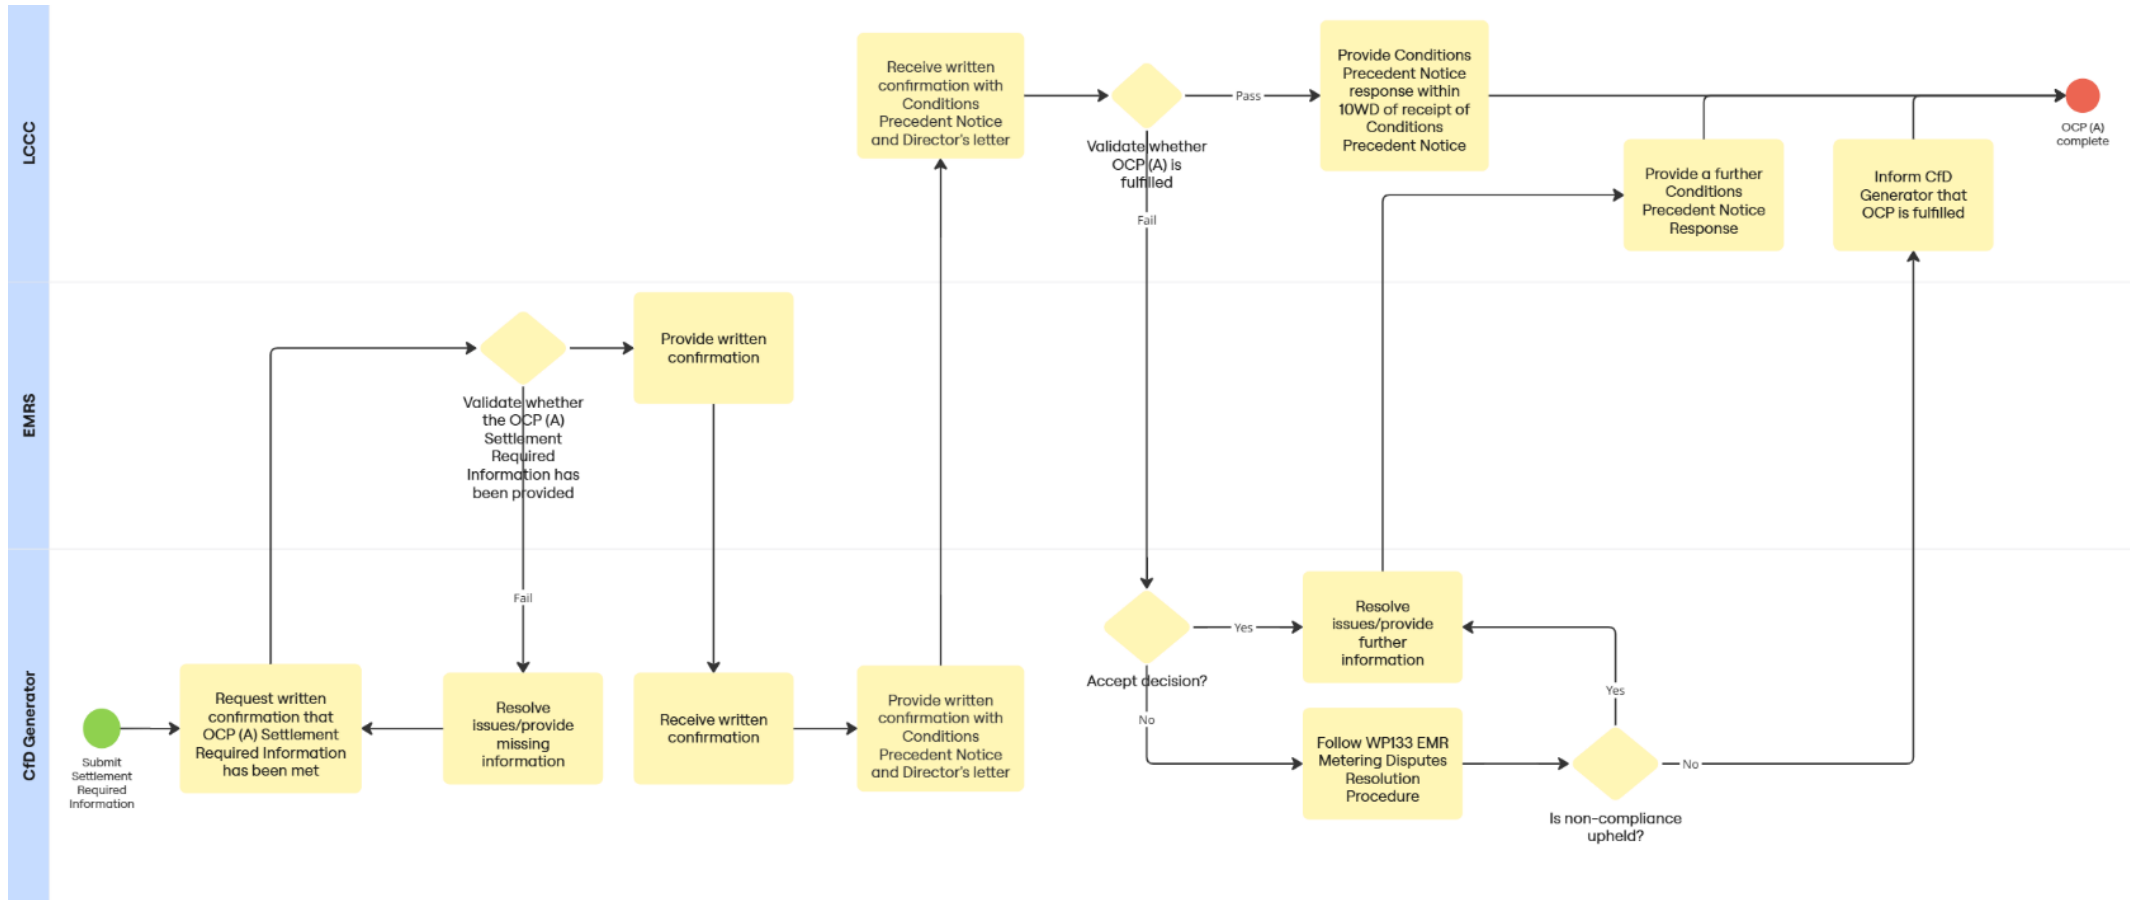 LCCC
Receive written
confirmation with
Conditions
Precedent Notice
and Director's letter
Validate whether
OCP (A) is
fulfilled
Pass
Fail
Provide Conditions
Precedent Notice
response within
10WD of receipt of
Conditions
Precedent Notice
Provide a further
Conditions
Precedent Notice
Response
Inform CfD
Generator that
OCP is fulfilled
OCP (A)
complete
EMRS
Validate whether
the OCP (A)
Settlement
Required
Information has
been provided
Provide written
confirmation
Fail
CfD Generator
Submit
Settlement
Required
Information
Request written
confirmation that
OCP (A) Settlement
Required Information
has been met
Resolve
issues/provide
missing
information
Receive written
confirmation
Provide written
confirmation with
Conditions
Precedent Notice
and Director's letter
Accept decision?
Yes
No
Resolve
issues/provide
further
information
Follow WP133 EMR
Metering Disputes
Resolution
Procedure
Yes
No
Is non-compliance
upheld?